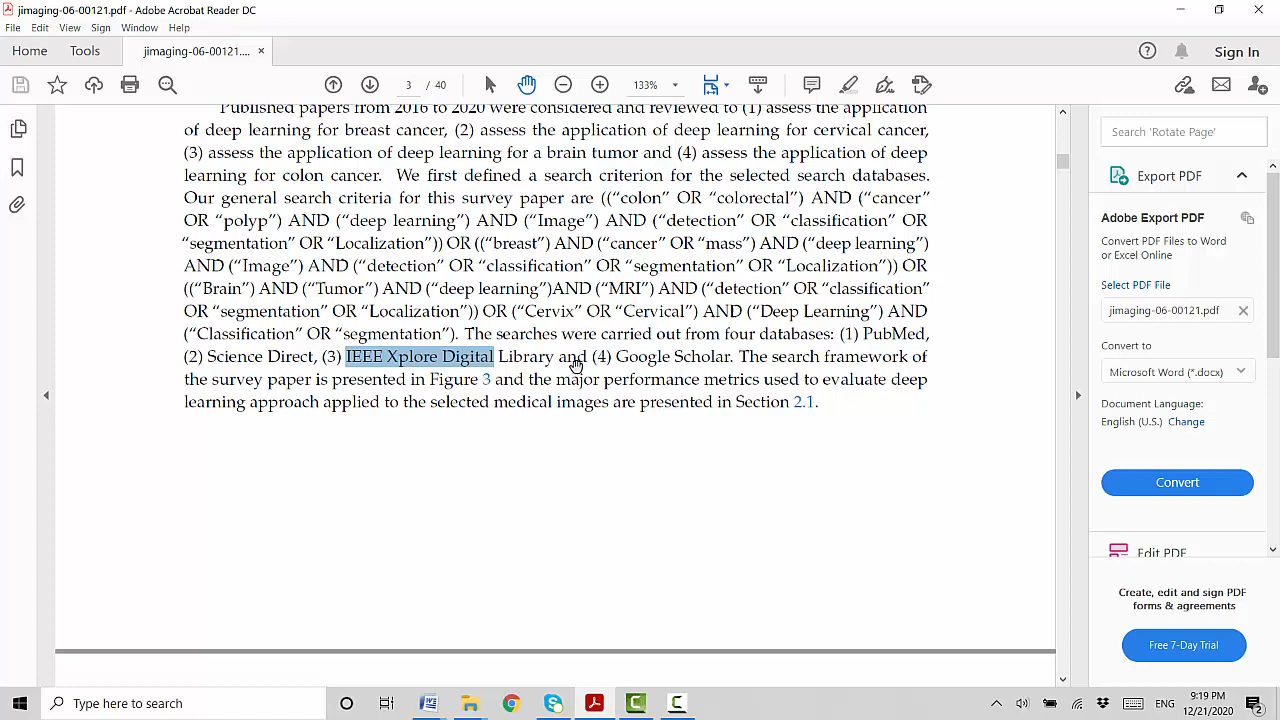 jimaging-06-00121.pdf - Adobe Acrobat Reader DC
File Edit View Sign Window Help
Home Tools jimaging-06-00121.... × Sign In
3 / 40 133%
Published papers from 2016 to 2020 were considered and reviewed to (1) assess the application
of deep learning for breast cancer, (2) assess the application of deep learning for cervical cancer,
(3) assess the application of deep learning for a brain tumor and (4) assess the application of deep
learning for colon cancer. We first defined a search criterion for the selected search databases.
Our general search criteria for this survey paper are ((“colon” OR “colorectal”) AND (“cancer”
OR “polyp”) AND (“deep learning”) AND (“Image”) AND (“detection” OR “classification” OR
“segmentation” OR “Localization”)) OR ((“breast”) AND (“cancer” OR “mass”) AND (“deep learning”)
AND (“Image”) AND (“detection” OR “classification” OR “segmentation” OR “Localization”)) OR
((“Brain”) AND (“Tumor”) AND (“deep learning”)AND (“MRI”) AND (“detection” OR “classification”
OR “segmentation” OR “Localization”)) OR (“Cervix” OR “Cervical”) AND (“Deep Learning”) AND
(“Classification” OR “segmentation”). The searches were carried out from four databases: (1) PubMed,
(2) Science Direct, (3) IEEE Xplore Digital Library and (4) Google Scholar. The search framework of
the survey paper is presented in Figure 3 and the major performance metrics used to evaluate deep
learning approach applied to the selected medical images are presented in Section 2.1.
Search 'Rotate Page'
Export PDF
Adobe Export PDF
Convert PDF Files to Word
or Excel Online
Select PDF File
jimaging-06-00121.pdf
Convert to
Microsoft Word (*.docx)
Document Language:
English (U.S.) Change
Convert
Edit PDF
Create, edit and sign PDF
forms & agreements
Free 7-Day Trial
Type here to search
ENG
9:19 PM
12/21/2020
2